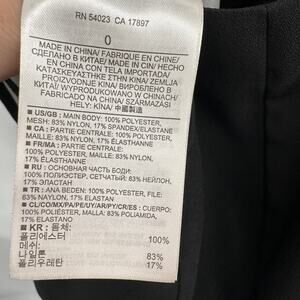 RN 54023 CA 17897
0
MADE IN CHINA/ FABRIQUE EN CHINE/
СДЕЛАНО В КИТАЕ/ MADE IN CIN/ HECHO
EN CHINA CON TELA IMPORTADA/
ΚΑΤΑΣΚΕΥΑΣΤΗΚΕ ΣΤΗΝ ΚΙΝΑ/ ZEMLJA
PROIZVODNJE KINA/ ВИРОБЛЕНО В
КИТАЇ/ WYPRODUKOWANO W CHINACH/
FABRICADO NA CHINA/ SZÁRMAZÁSI
HELY: KÍNA/ 中國製造
■ US/GB : MAIN BODY: 100% POLYESTER,
MESH: 83% NYLON, 17% SPANDEX/ELASTANE
■ CA : PARTIE CENTRALE:
100% POLYESTER, MAILLE: 83% NYLON,
17% ÉLASTHANNE
■ FR/MA : PARTIE CENTRALE:
100% POLYESTER, MAILLE: 83% NYLON,
17% ÉLASTHANNE
■ RU : ОСНОВНАЯ ЧАСТЬ БОДИ:
100% ПОЛИЭСТЕР, СЕТЧАТЫЙ: 83% НЕЙЛОН,
17% ЭЛАСТАН
■ TR : ANA BEDEN: 100% POLYESTER, FILE:
83% NAYLON, 17% ELASTAN
■ CL/CO/MX/PA/PE/UY/AR/PY/CR/ES : CUERPO:
100% POLIÉSTER, MALLA: 83% POLIAMIDA,
17% ELASTANO
■ KR : 몸체:
폴리에스터 100%
메쉬:
나일론 83%
폴리우레탄 17%